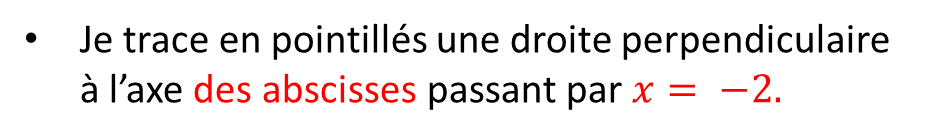 • Je trace en pointillés une droite perpendiculaire
à l’axe des abscisses passant par 𝑥 = −2.